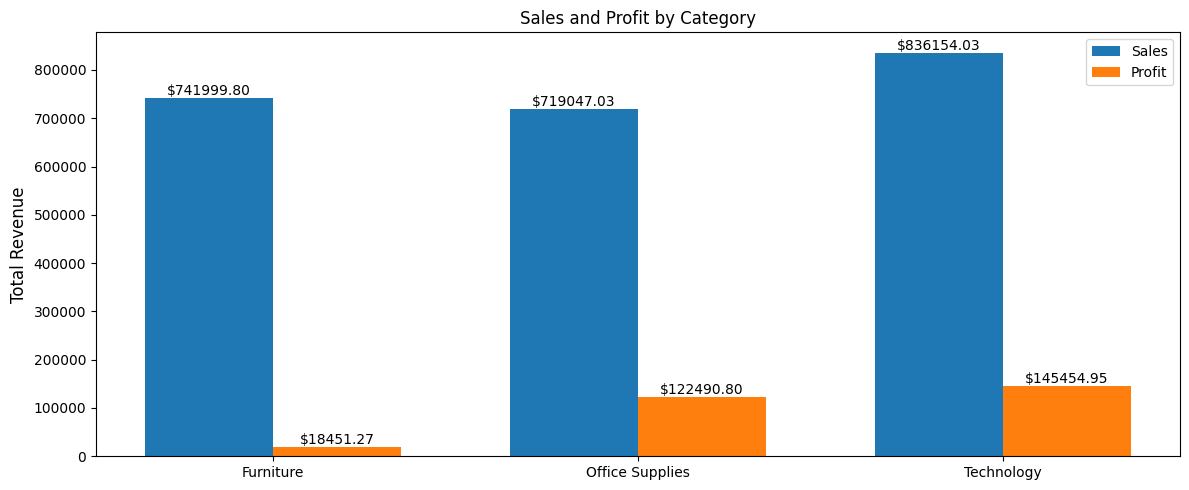 Sales and Profit by Category
Total Revenue
800000
700000
600000
500000
400000
300000
200000
100000
0
$741999.80
$18451.27
$719047.03
$122490.80
$836154.03
$145454.95
Sales
Profit
Furniture
Office Supplies
Technology